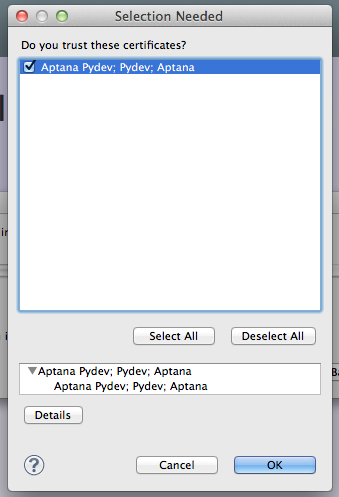 Selection Needed
Do you trust these certificates?
Aptana Pydev; Pydev; Aptana
Select All
Deselect All
Aptana Pydev; Pydev; Aptana
Aptana Pydev; Pydev; Aptana
Details
?
Cancel
OK